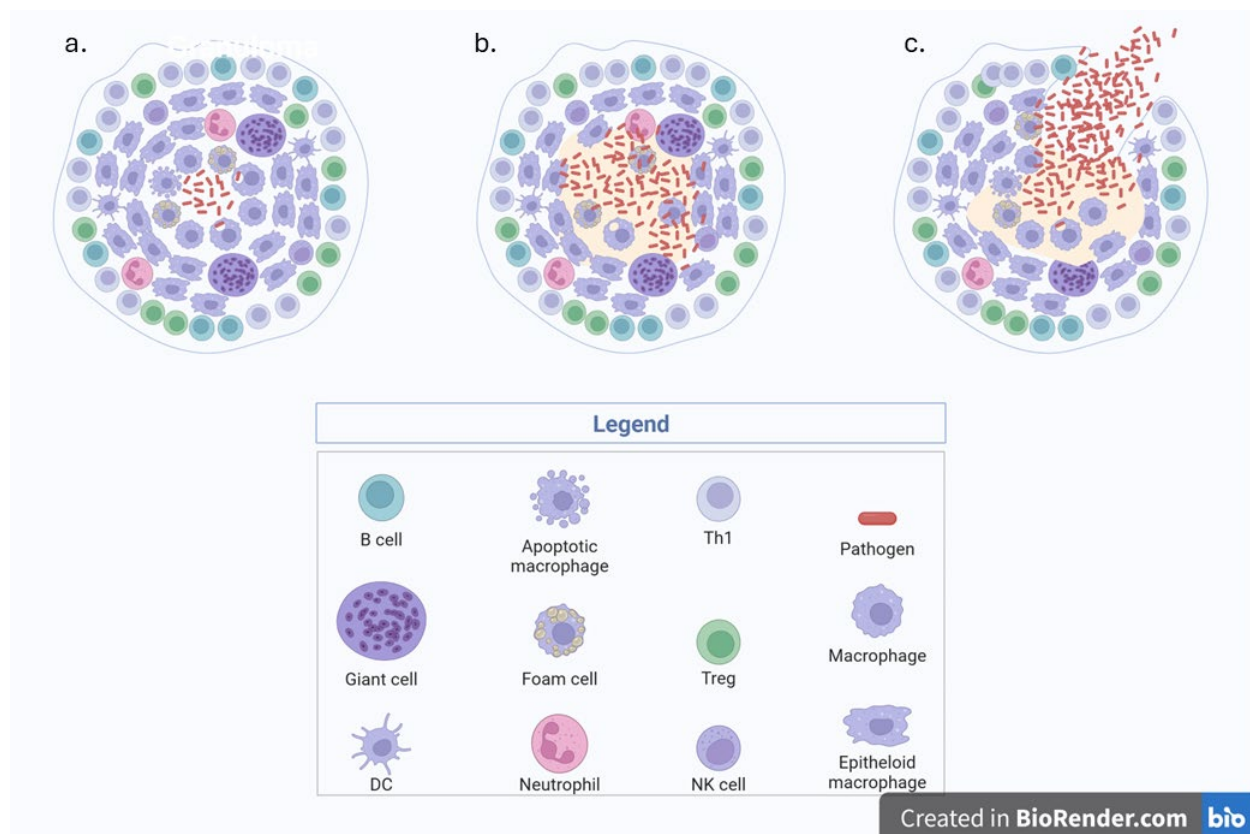 a.
Granuloma
b.
c.
Legend
B cell
Apoptotic
macrophage
Th1
Pathogen
Giant cell
Foam cell
Treg
Macrophage
DC
Neutrophil
NK cell
Epitheloid
macrophage
Created in BioRender.com bio